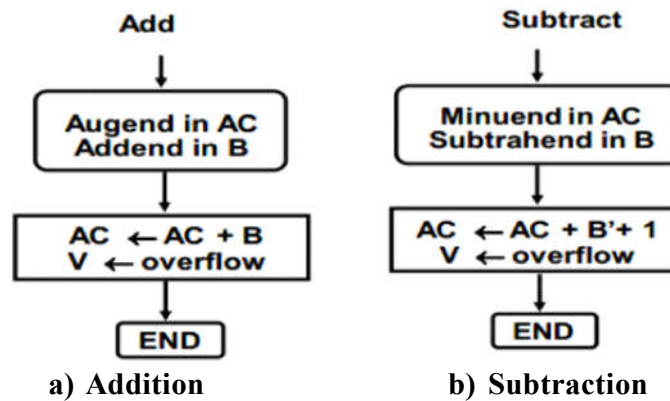 Add
Augend in AC
Addend in B
AC ← AC + B
V ← overflow
END
a) Addition
Subtract
Minuend in AC
Subtrahend in B
AC ← AC + B'+ 1
V ← overflow
END
b) Subtraction